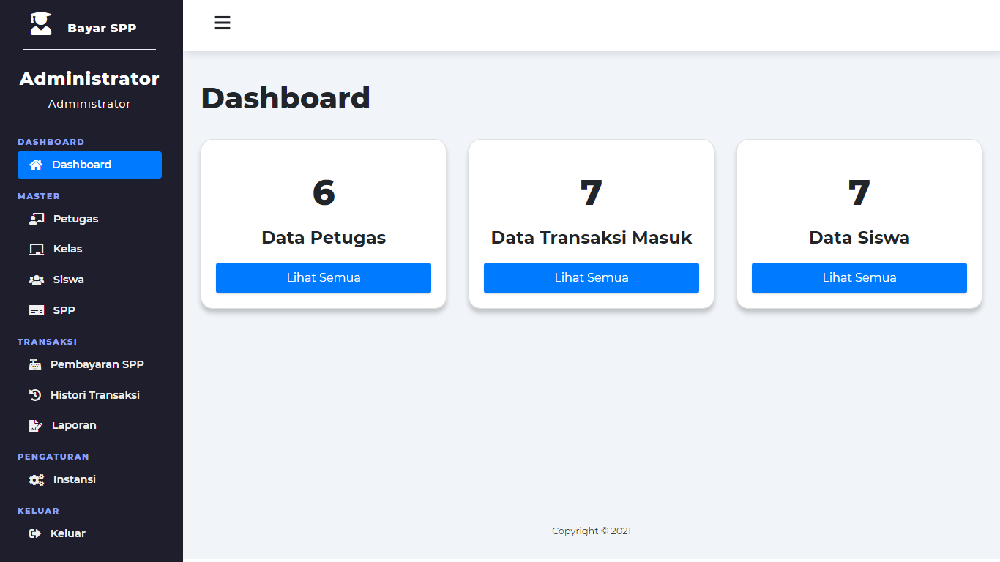 Bayar SPP
Administrator
Administrator
DASHBOARD
Dashboard
MASTER
Petugas
Kelas
Siswa
SPP
TRANSAKSI
Pembayaran SPP
Histori Transaksi
Laporan
PENGATURAN
Instansi
KELUAR
Keluar
Dashboard
6
Data Petugas
Lihat Semua
7
Data Transaksi Masuk
Lihat Semua
7
Data Siswa
Lihat Semua
Copyright © 2021